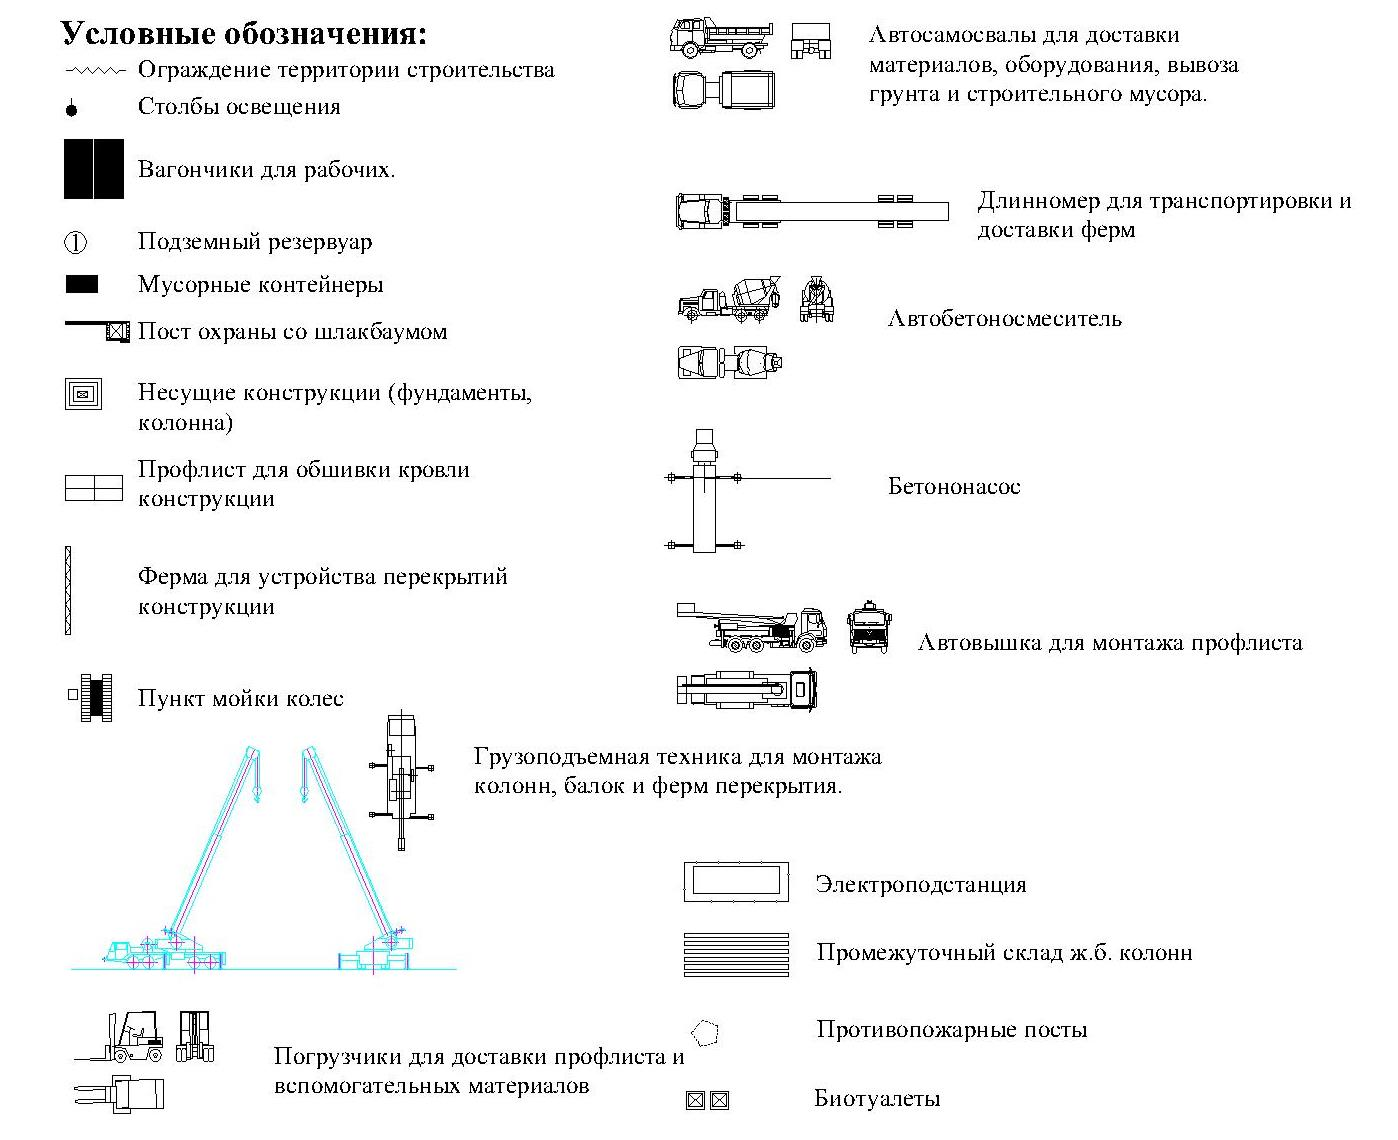 Условные обозначения:
Ограждение территории строительства
Столбы освещения
Вагончики для рабочих.
1
Подземный резервуар
Мусорные контейнеры
Пост охраны со шлакбаумом
Несущие конструкции (фундаменты,
колонна)
Профлист для обшивки кровли
конструкции
Ферма для устройства перекрытий
конструкции
Пункт мойки колес
Грузоподъемная техника для монтажа
колонн, балок и ферм перекрытия.
Погрузчики для доставки профлиста и
вспомогательных материалов
Автосамосвалы для доставки
материалов, оборудования, вывоза
грунта и строительного мусора.
Длинномер для транспортировки и
доставки ферм
Автобетоносмеситель
Бетононасос
Автовышка для монтажа профлиста
Электроподстанция
Промежуточный склад ж.б. колонн
Противопожарные посты
Биотуалеты